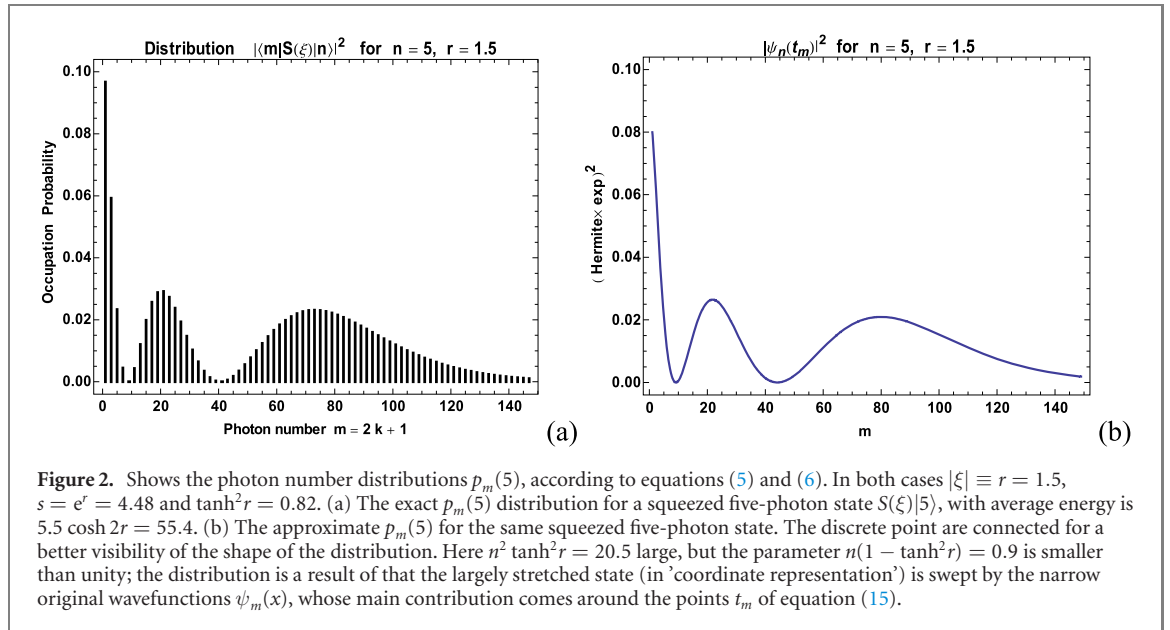 Distribution |⟨m|S(ξ)|n⟩|² for n = 5, r = 1.5
0.10
0.08
0.06
0.04
0.02
0.00
Occupation Probability
0 20 40 60 80 100 120 140
Photon number m = 2 k + 1
(a)
|ψₙ(tₘ)|² for n = 5, r = 1.5
0.10
0.08
0.06
0.04
0.02
0.00
( Hermite× exp )²
0 20 40 60 80 100 120 140
m
(b)
Figure 2. Shows the photon number distributions pₘ(5), according to equations (5) and (6). In both cases |ξ| ≡ r = 1.5,
s = eʳ = 4.48 and tanh²r = 0.82. (a) The exact pₘ(5) distribution for a squeezed five-photon state S(ξ)|5⟩, with average energy is
5.5 cosh 2r = 55.4. (b) The approximate pₘ(5) for the same squeezed five-photon state. The discrete point are connected for a
better visibility of the shape of the distribution. Here n² tanh²r = 20.5 large, but the parameter n(1 − tanh²r) = 0.9 is smaller
than unity; the distribution is a result of that the largely stretched state (in 'coordinate representation') is swept by the narrow
original wavefunctions ψₘ(x), whose main contribution comes around the points tₘ of equation (15).